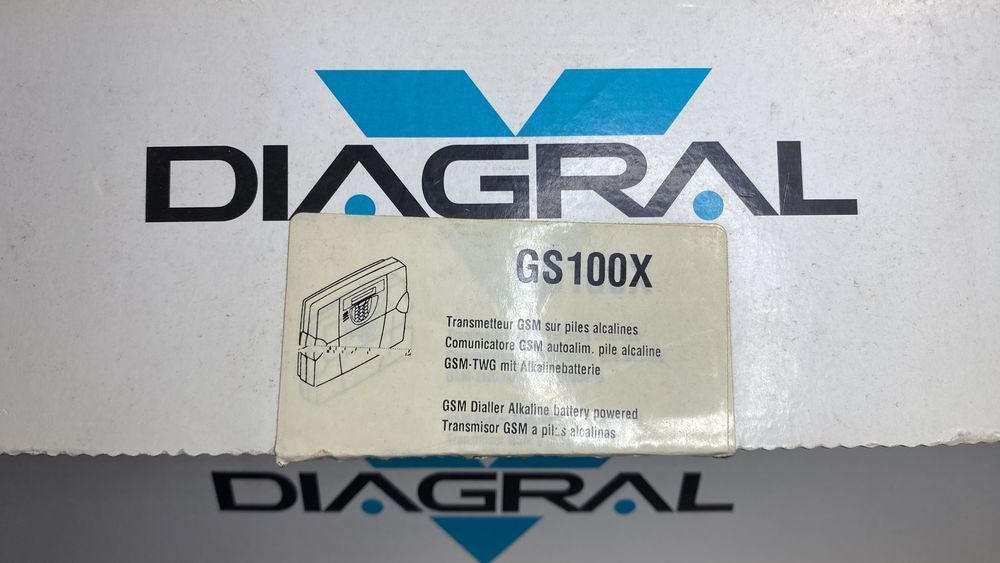 DIAGRAL
GS100X
Transmetteur GSM sur piles alcalines
Comunicatore GSM autoalim. pile alcaline
GSM-TWG mit Alkalinebatterie
GSM Dialler Alkaline battery powered
Transmisor GSM a pilas alcalinas
DIAGRAL